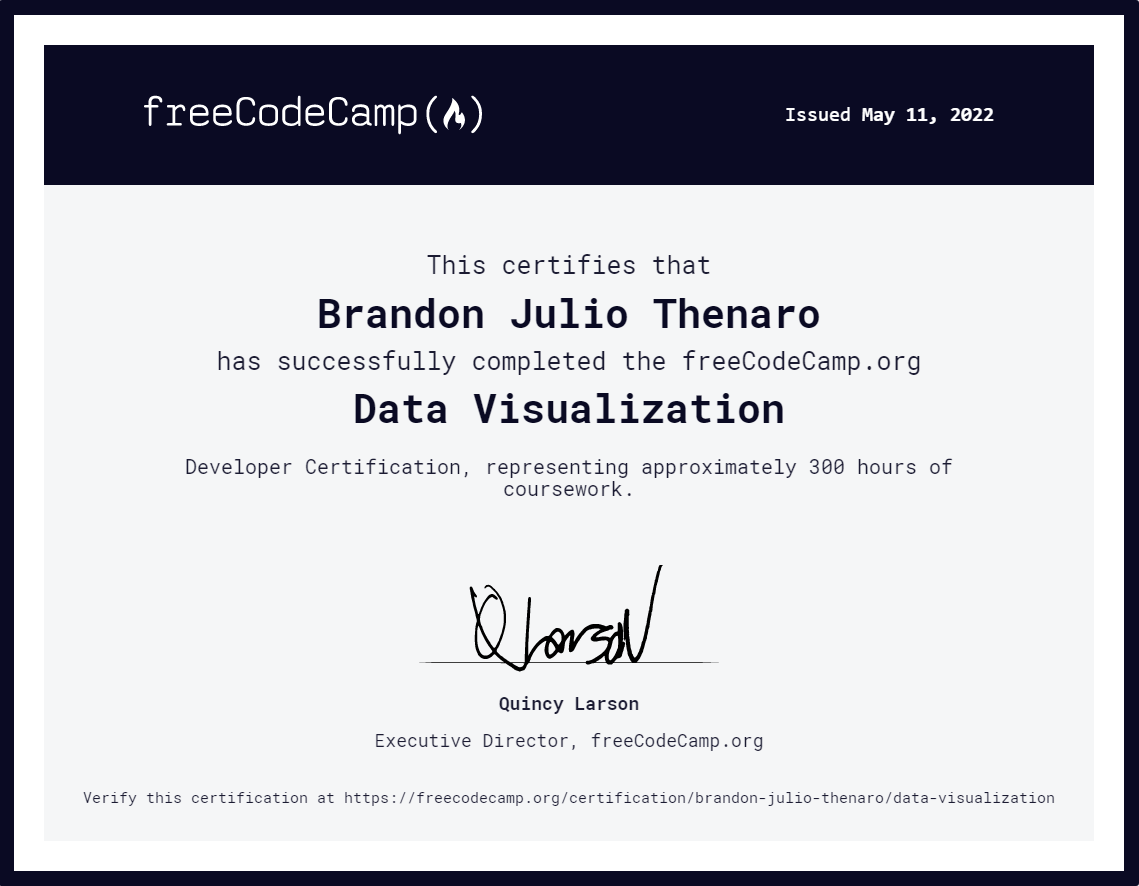 freeCodeCamp
Issued May 11, 2022
This certifies that
Brandon Julio Thenaro
has successfully completed the freeCodeCamp.org
Data Visualization
Developer Certification, representing approximately 300 hours of
coursework.
Q Larson
Quincy Larson
Executive Director, freeCodeCamp.org
Verify this certification at https://freecodecamp.org/certification/brandon-julio-thenaro/data-visualization